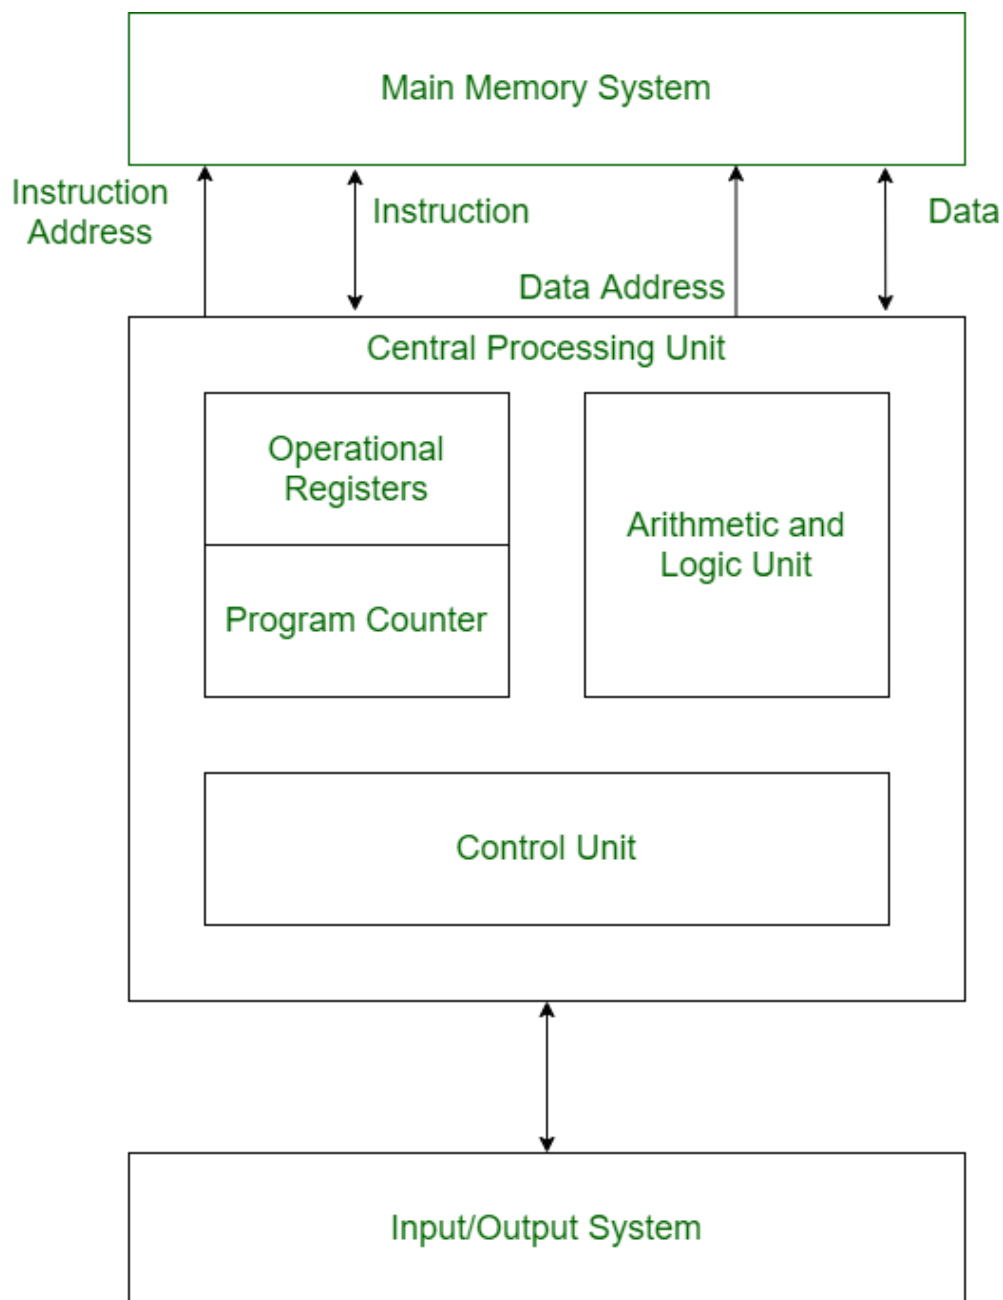 Main Memory System
Instruction
Address
Instruction
Data
Data Address
Central Processing Unit
Operational
Registers
Arithmetic and
Logic Unit
Program Counter
Control Unit
Input/Output System